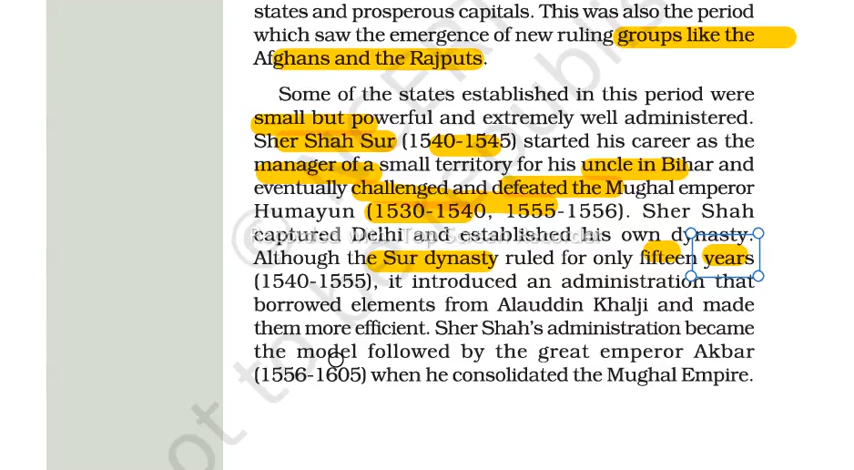 states and prosperous capitals. This was also the period
which saw the emergence of new ruling groups like the
Afghans and the Rajputs.
Some of the states established in this period were
small but powerful and extremely well administered.
Sher Shah Sur (1540-1545) started his career as the
manager of a small territory for his uncle in Bihar and
eventually challenged and defeated the Mughal emperor
Humayun (1530-1540, 1555-1556). Sher Shah
captured Delhi and established his own dynasty.
Although the Sur dynasty ruled for only fifteen years
(1540-1555), it introduced an administration that
borrowed elements from Alauddin Khalji and made
them more efficient. Sher Shah's administration became
the model followed by the great emperor Akbar
(1556-1605) when he consolidated the Mughal Empire.
© NCERT
not to be republis